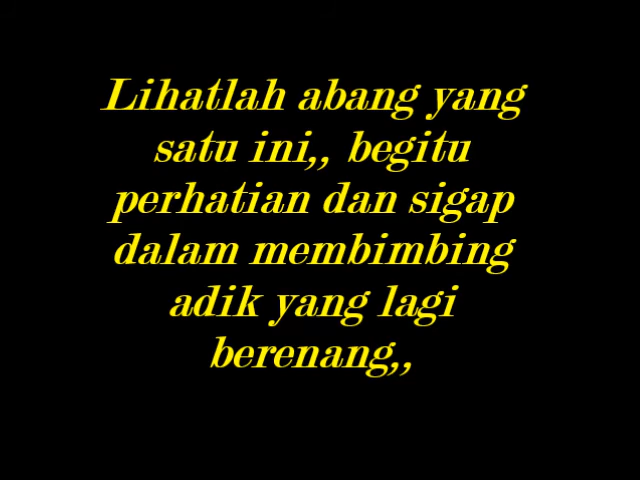 Lihatlah abang yang
satu ini,, begitu
perhatian dan sigap
dalam membimbing
adik yang lagi
berenang,,